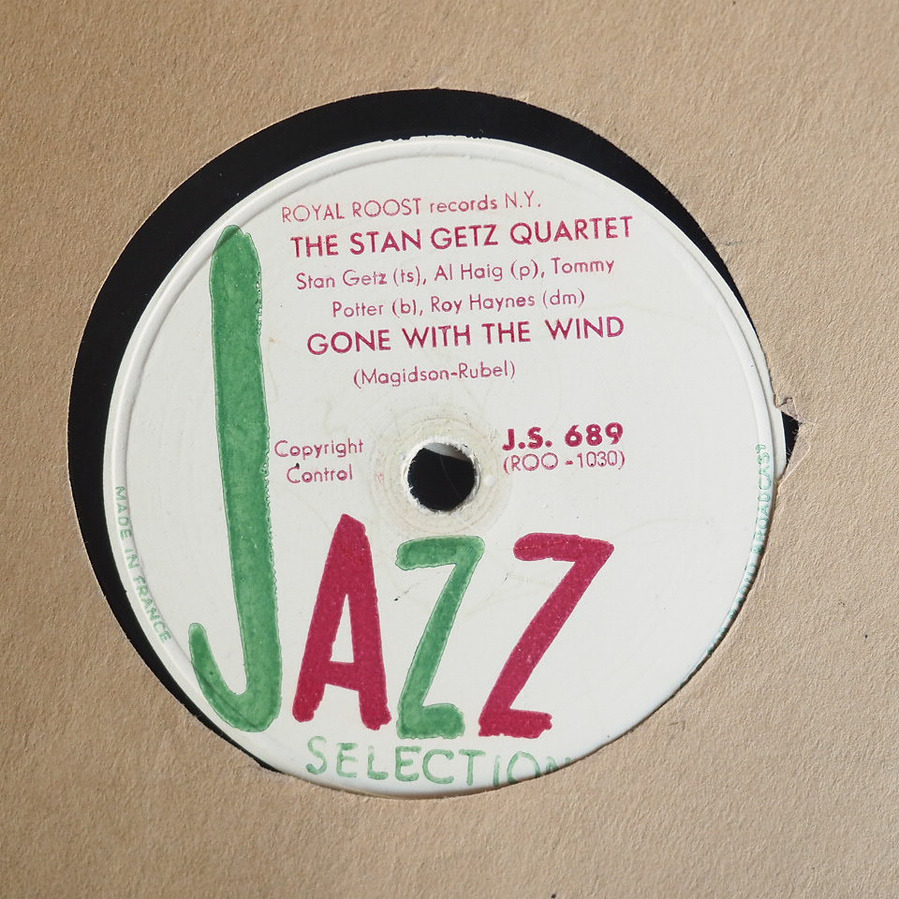 ROYAL ROOST records N.Y.
THE STAN GETZ QUARTET
Stan Getz (ts), Al Haig (p), Tommy
Potter (b), Roy Haynes (dm)
GONE WITH THE WIND
(Magidson-Rubel)
Copyright
Control
J.S. 689
(ROO -1030)
JAZZ
SELECTION
MADE IN FRANCE
BROADCAST